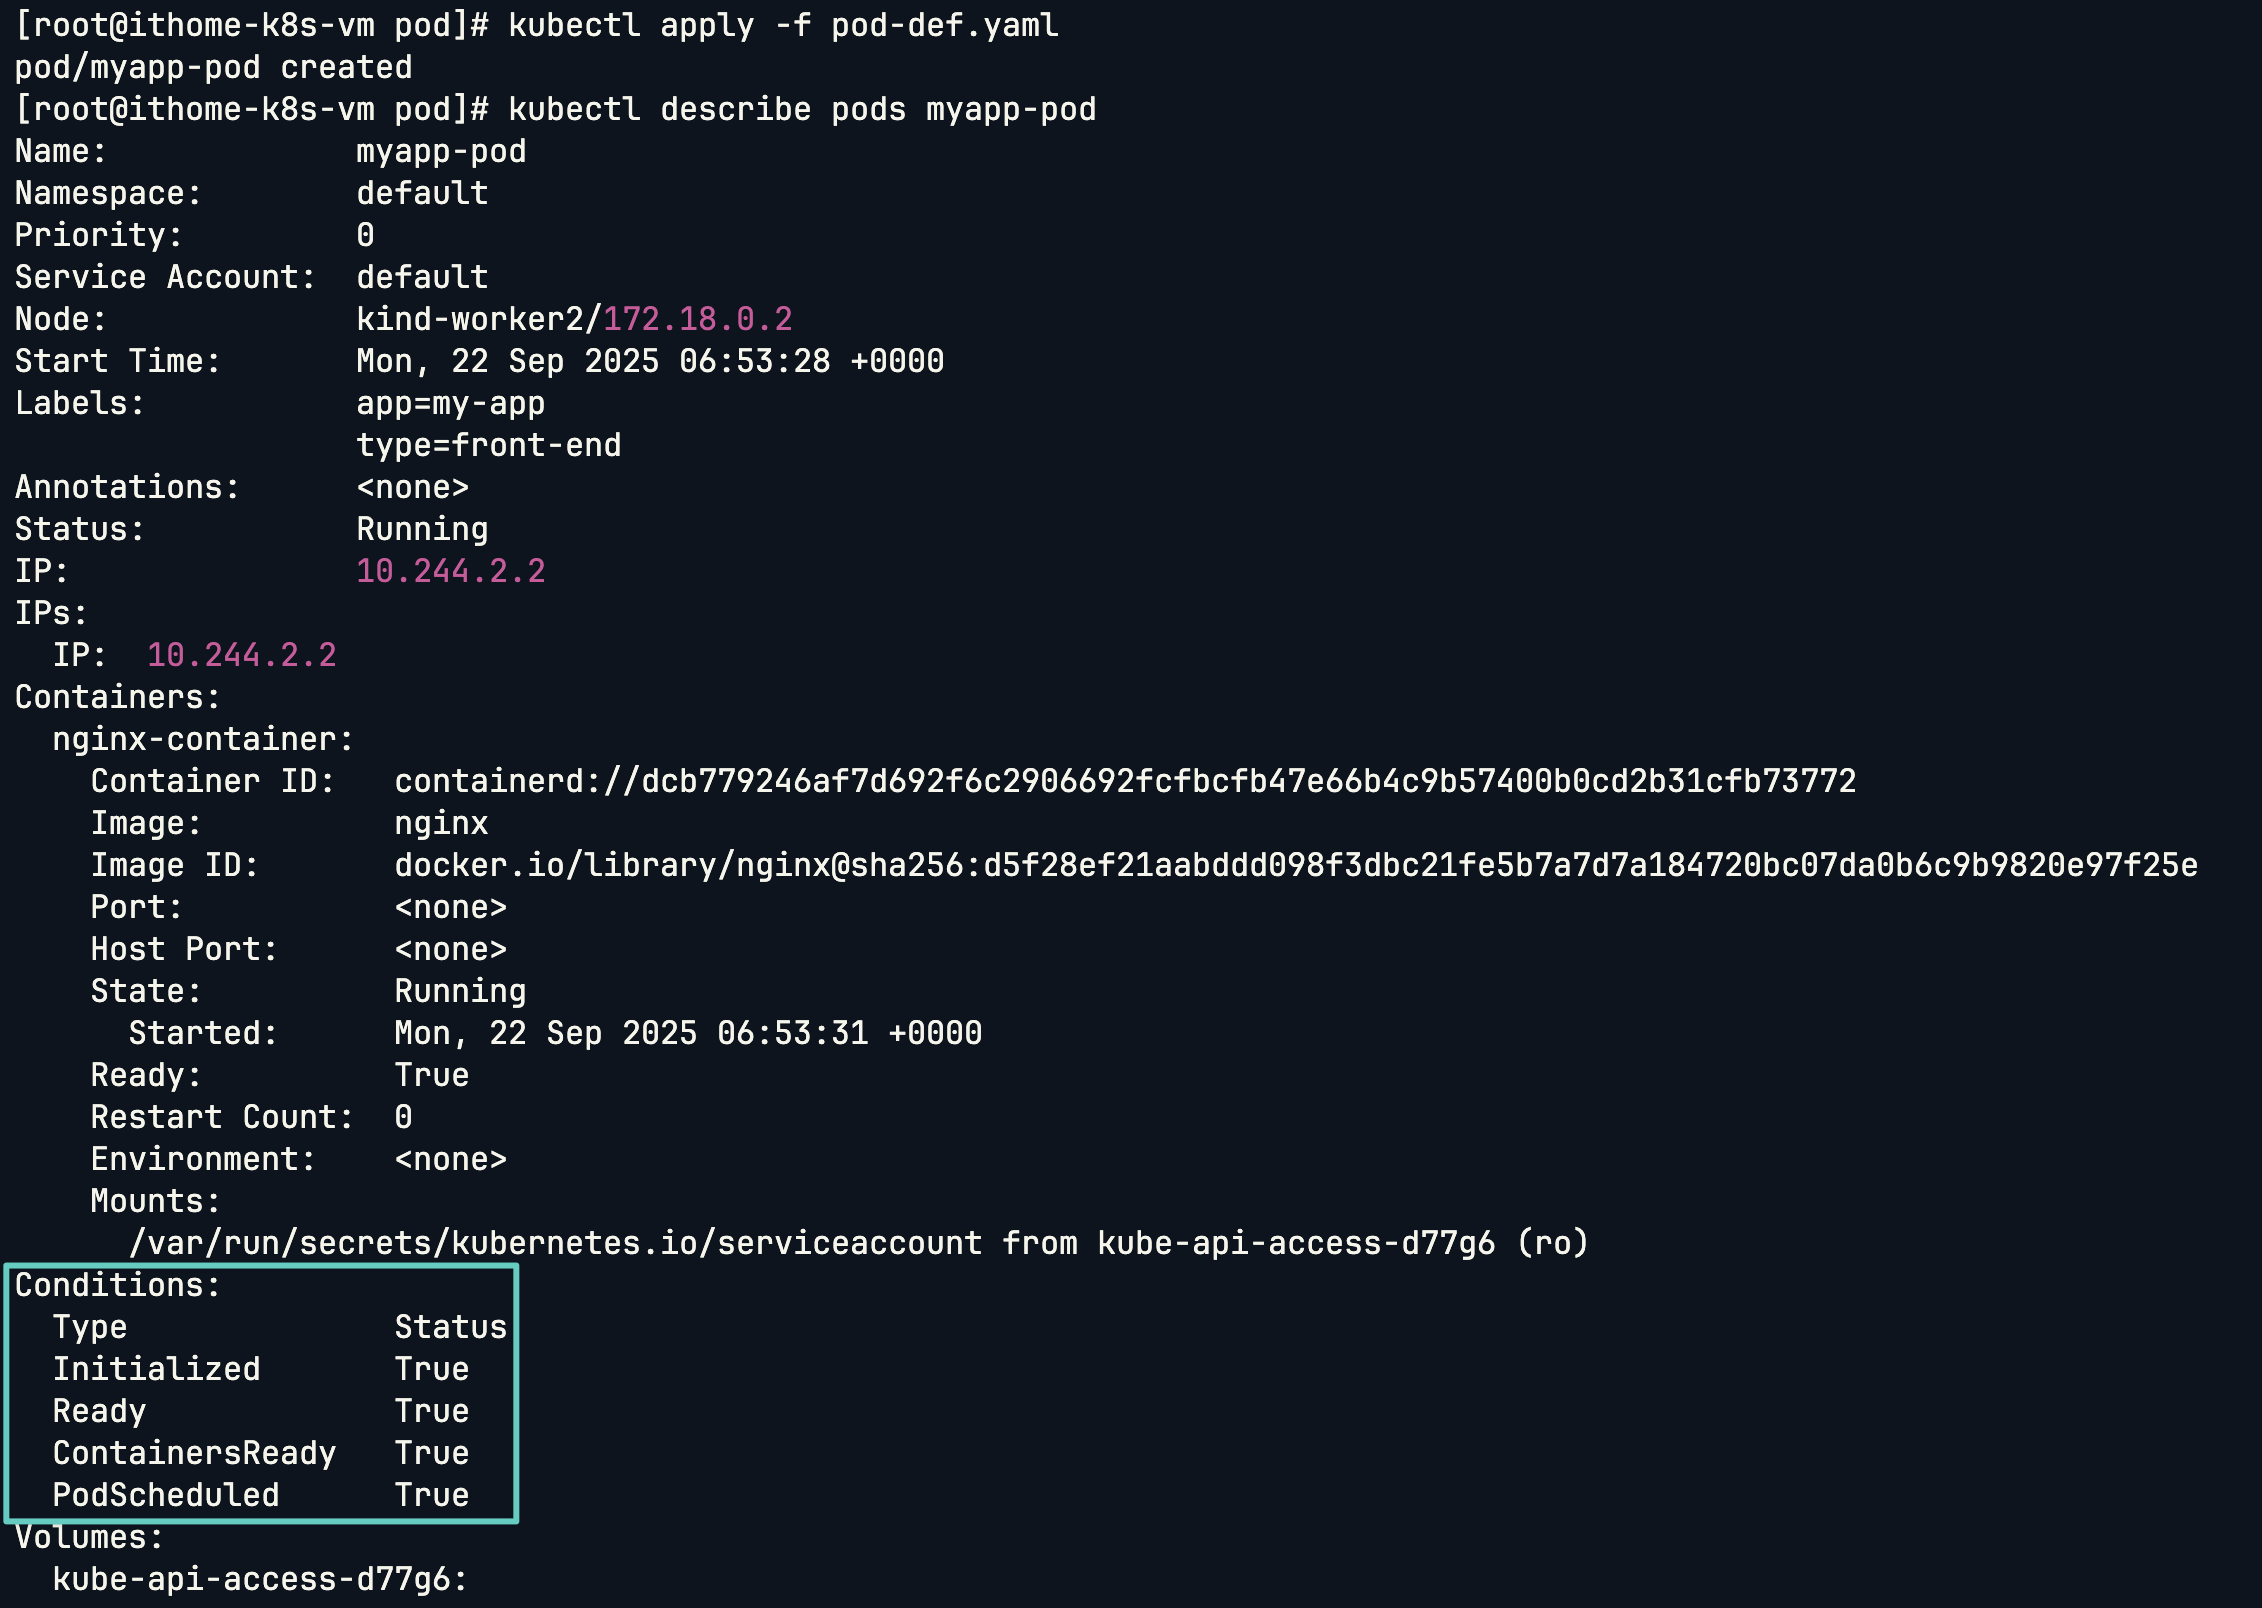 [root@ithome-k8s-vm pod]# kubectl apply -f pod-def.yaml
pod/myapp-pod created
[root@ithome-k8s-vm pod]# kubectl describe pods myapp-pod
Name:             myapp-pod
Namespace:        default
Priority:         0
Service Account:  default
Node:             kind-worker2/172.18.0.2
Start Time:       Mon, 22 Sep 2025 06:53:28 +0000
Labels:           app=my-app
                  type=front-end
Annotations:      <none>
Status:           Running
IP:               10.244.2.2
IPs:
  IP:  10.244.2.2
Containers:
  nginx-container:
    Container ID:   containerd://dcb779246af7d692f6c2906692fcfbcfb47e66b4c9b57400b0cd2b31cfb73772
    Image:          nginx
    Image ID:       docker.io/library/nginx@sha256:d5f28ef21aabddd098f3dbc21fe5b7a7d7a184720bc07da0b6c9b9820e97f25e
    Port:           <none>
    Host Port:      <none>
    State:          Running
      Started:      Mon, 22 Sep 2025 06:53:31 +0000
    Ready:          True
    Restart Count:  0
    Environment:    <none>
    Mounts:
      /var/run/secrets/kubernetes.io/serviceaccount from kube-api-access-d77g6 (ro)
Conditions:
  Type              Status
  Initialized       True
  Ready             True
  ContainersReady   True
  PodScheduled      True
Volumes:
  kube-api-access-d77g6: